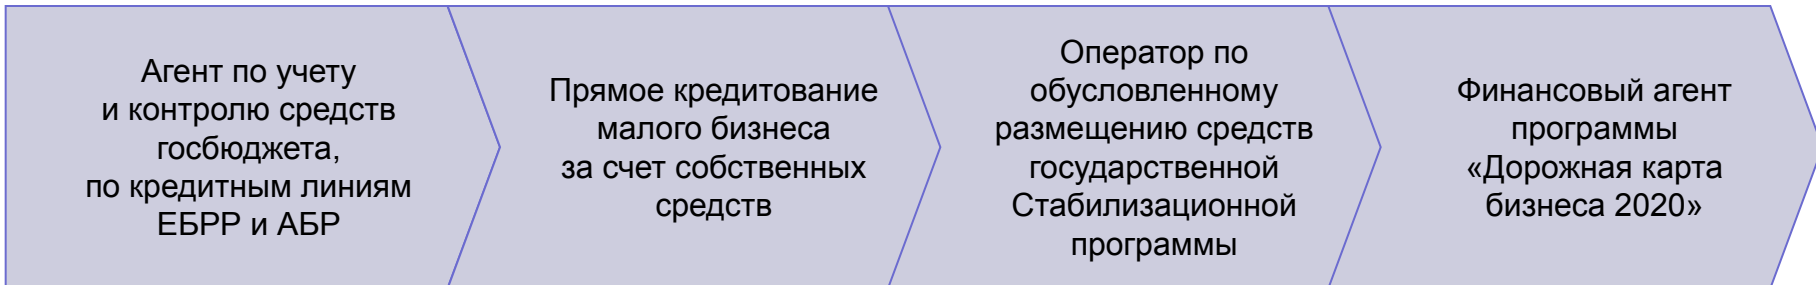 Агент по учету
и контролю средств
госбюджета,
по кредитным линиям
ЕБРР и АБР
Прямое кредитование
малого бизнеса
за счет собственных
средств
Оператор по
обусловленному
размещению средств
государственной
Стабилизационной
программы
Финансовый агент
программы
«Дорожная карта
бизнеса 2020»